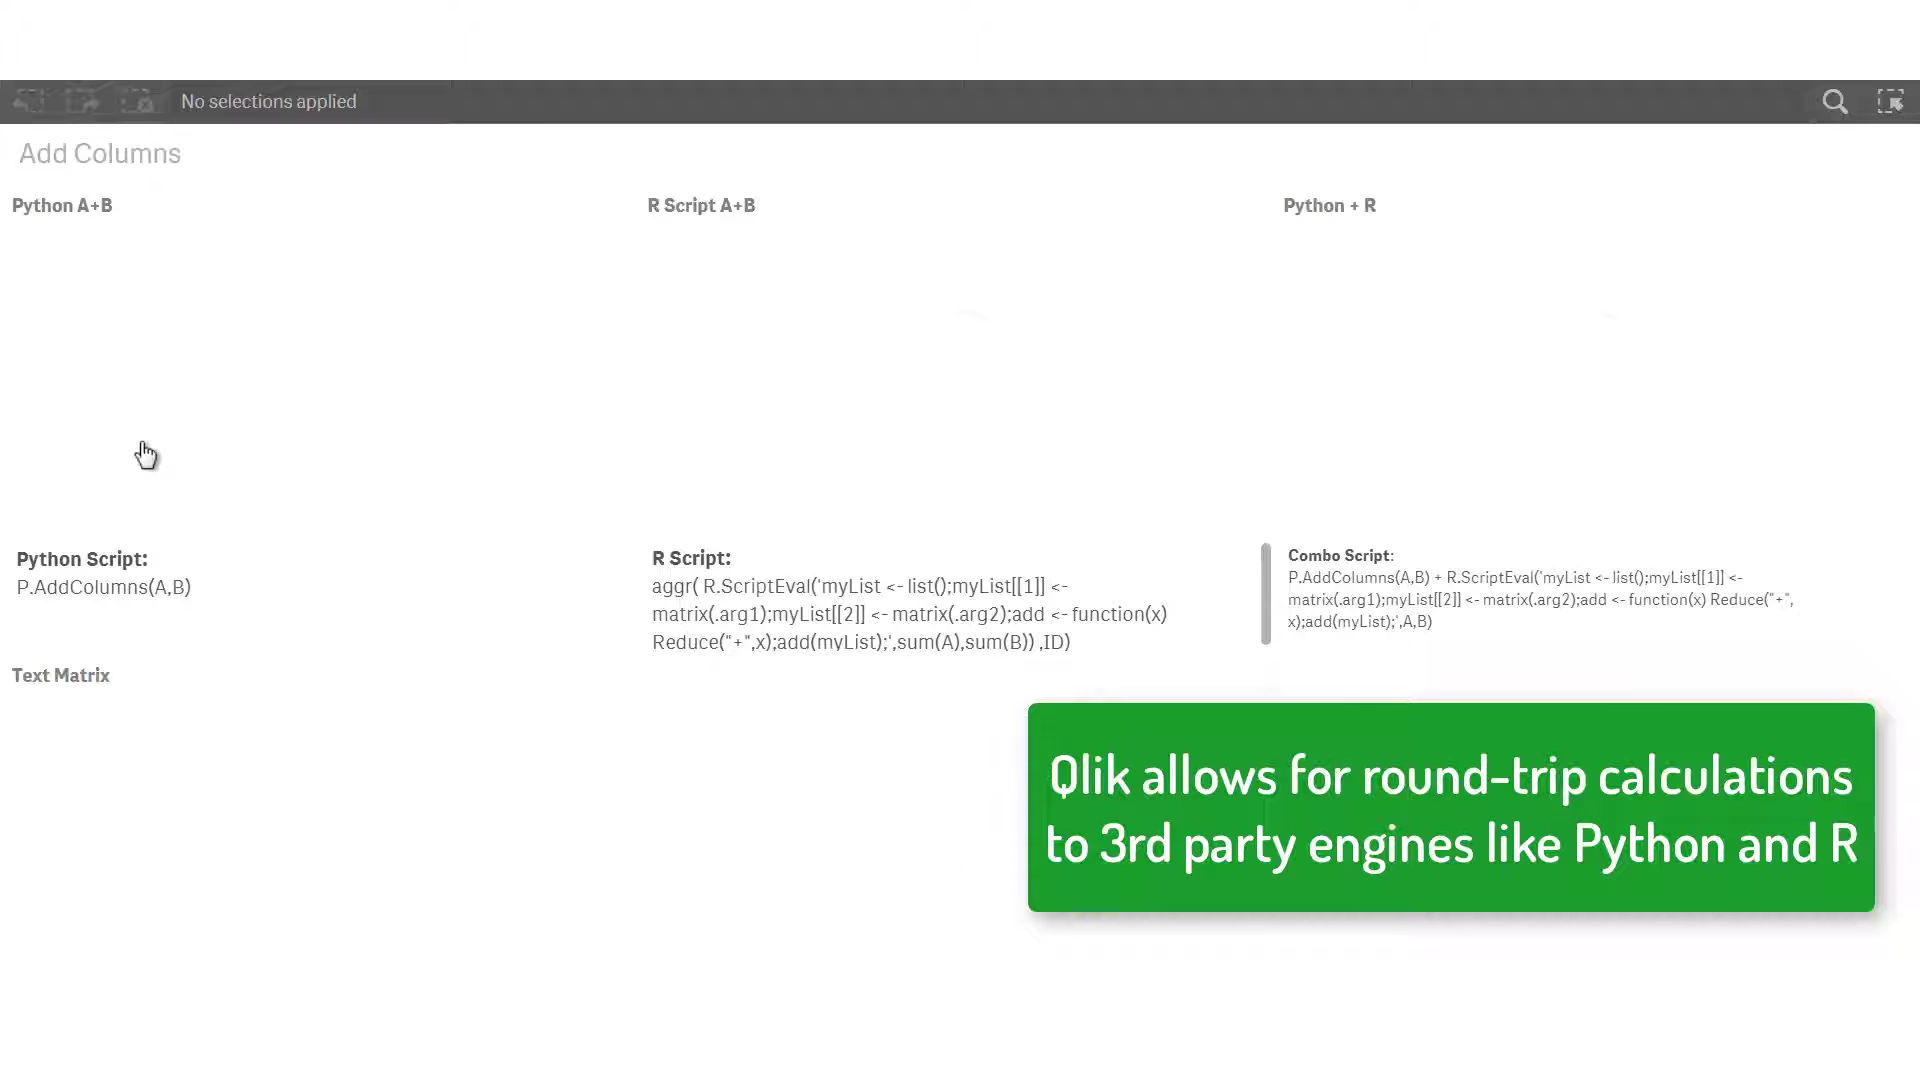 No selections applied
Add Columns
Python A+B
R Script A+B
Python + R
Python Script:
P.AddColumns(A,B)
R Script:
aggr( R.ScriptEval('myList <- list();myList[[1]] <-
matrix(.arg1);myList[[2]] <- matrix(.arg2);add <- function(x)
Reduce("+",x);add(myList);',sum(A),sum(B)) ,ID)
Combo Script:
P.AddColumns(A,B) + R.ScriptEval('myList <- list();myList[[1]] <-
matrix(.arg1);myList[[2]] <- matrix(.arg2);add <- function(x) Reduce("+",
x);add(myList);',A,B)
Text Matrix
Qlik allows for round-trip calculations
to 3rd party engines like Python and R